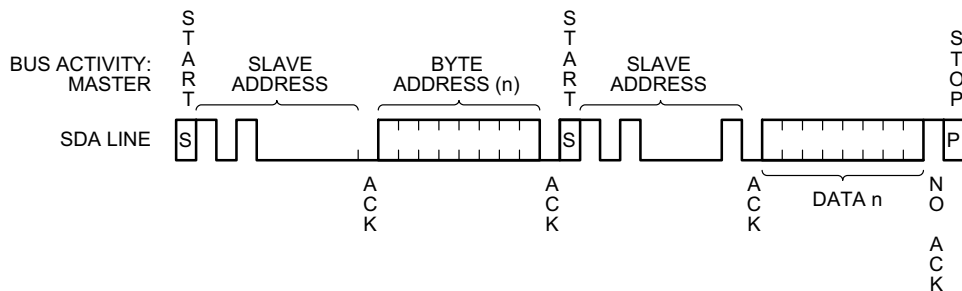 START
START
STOP
BUS ACTIVITY:
MASTER
SLAVE
ADDRESS
BYTE
ADDRESS (n)
SLAVE
ADDRESS
SDA LINE
S
S
P
ACK
ACK
ACK
DATA n
NO ACK